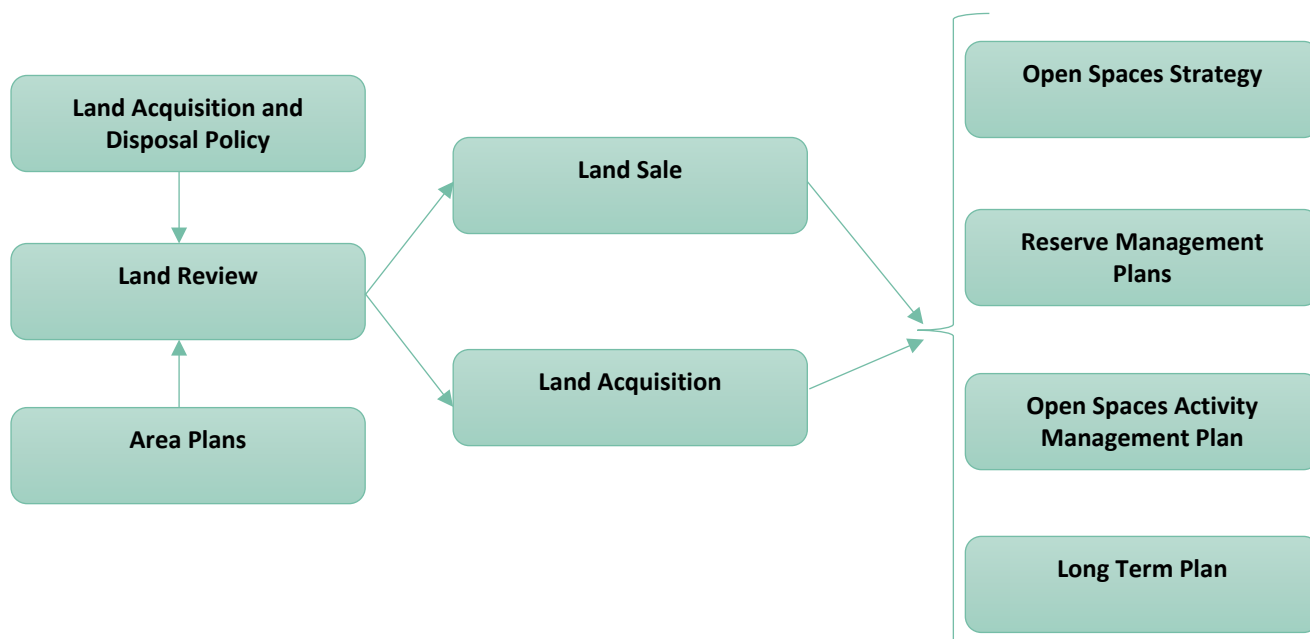 Land Acquisition and
Disposal Policy
Land Review
Area Plans
Land Sale
Land Acquisition
Open Spaces Strategy
Reserve Management
Plans
Open Spaces Activity
Management Plan
Long Term Plan